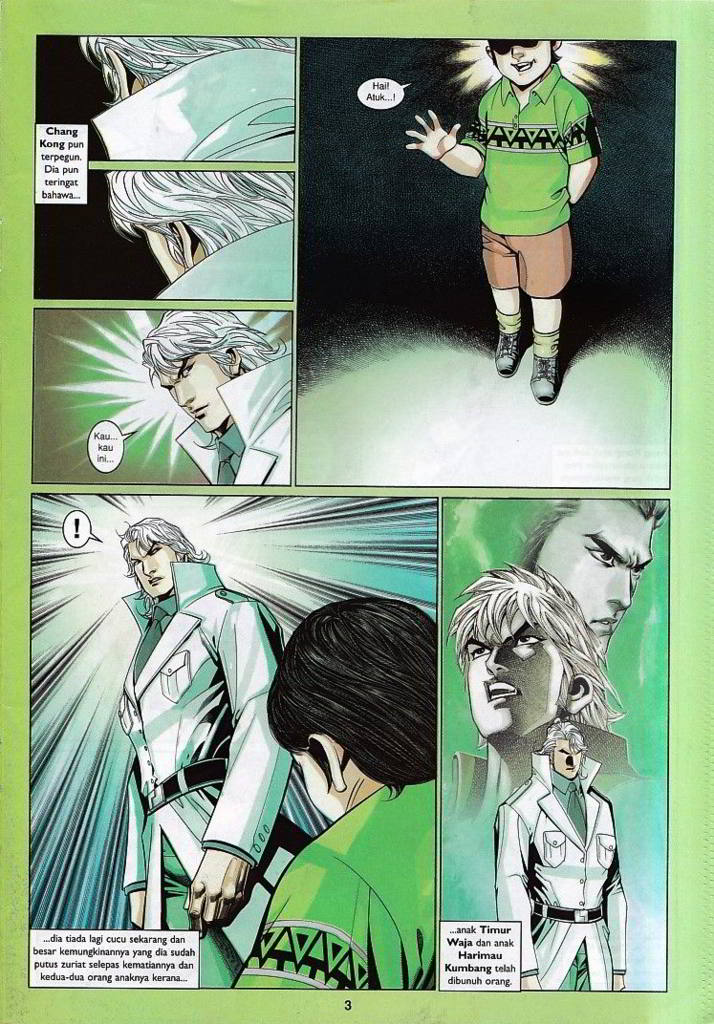 Chang
Kong pun
terpegun.
Dia pun
teringat
bahawa...
Hai!
Atuk...!
Kau...
kau
ini...
!
...dia tiada lagi cucu sekarang dan
besar kemungkinannya yang dia sudah
putus zuriat selepas kematiannya dan
kedua-dua orang anaknya kerana...
...anak Timur
Waja dan anak
Harimau
Kumbang telah
dibunuh orang.
3